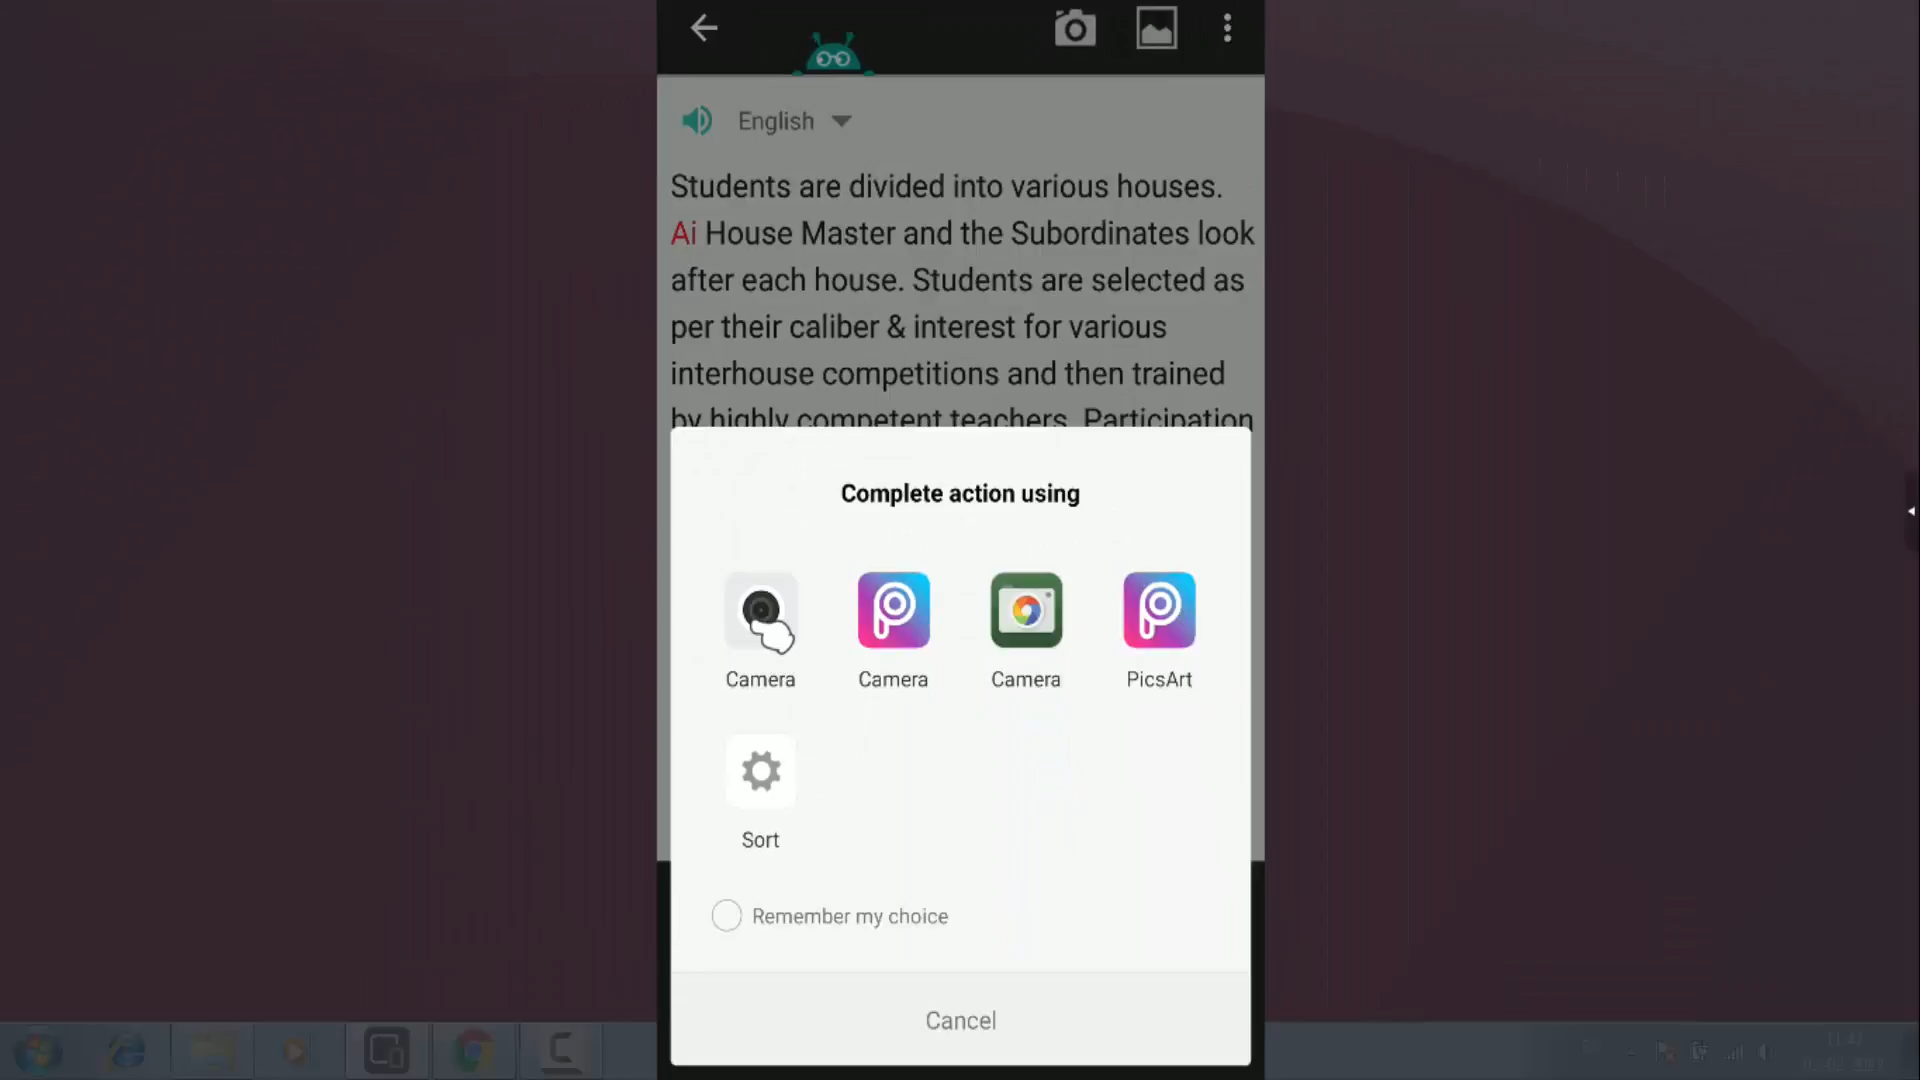 English
Students are divided into various houses.
Ai House Master and the Subordinates look
after each house. Students are selected as
per their caliber & interest for various
interhouse competitions and then trained
by highly competent teachers. Participation
Complete action using
Camera Camera Camera PicsArt
Sort
Remember my choice
Cancel